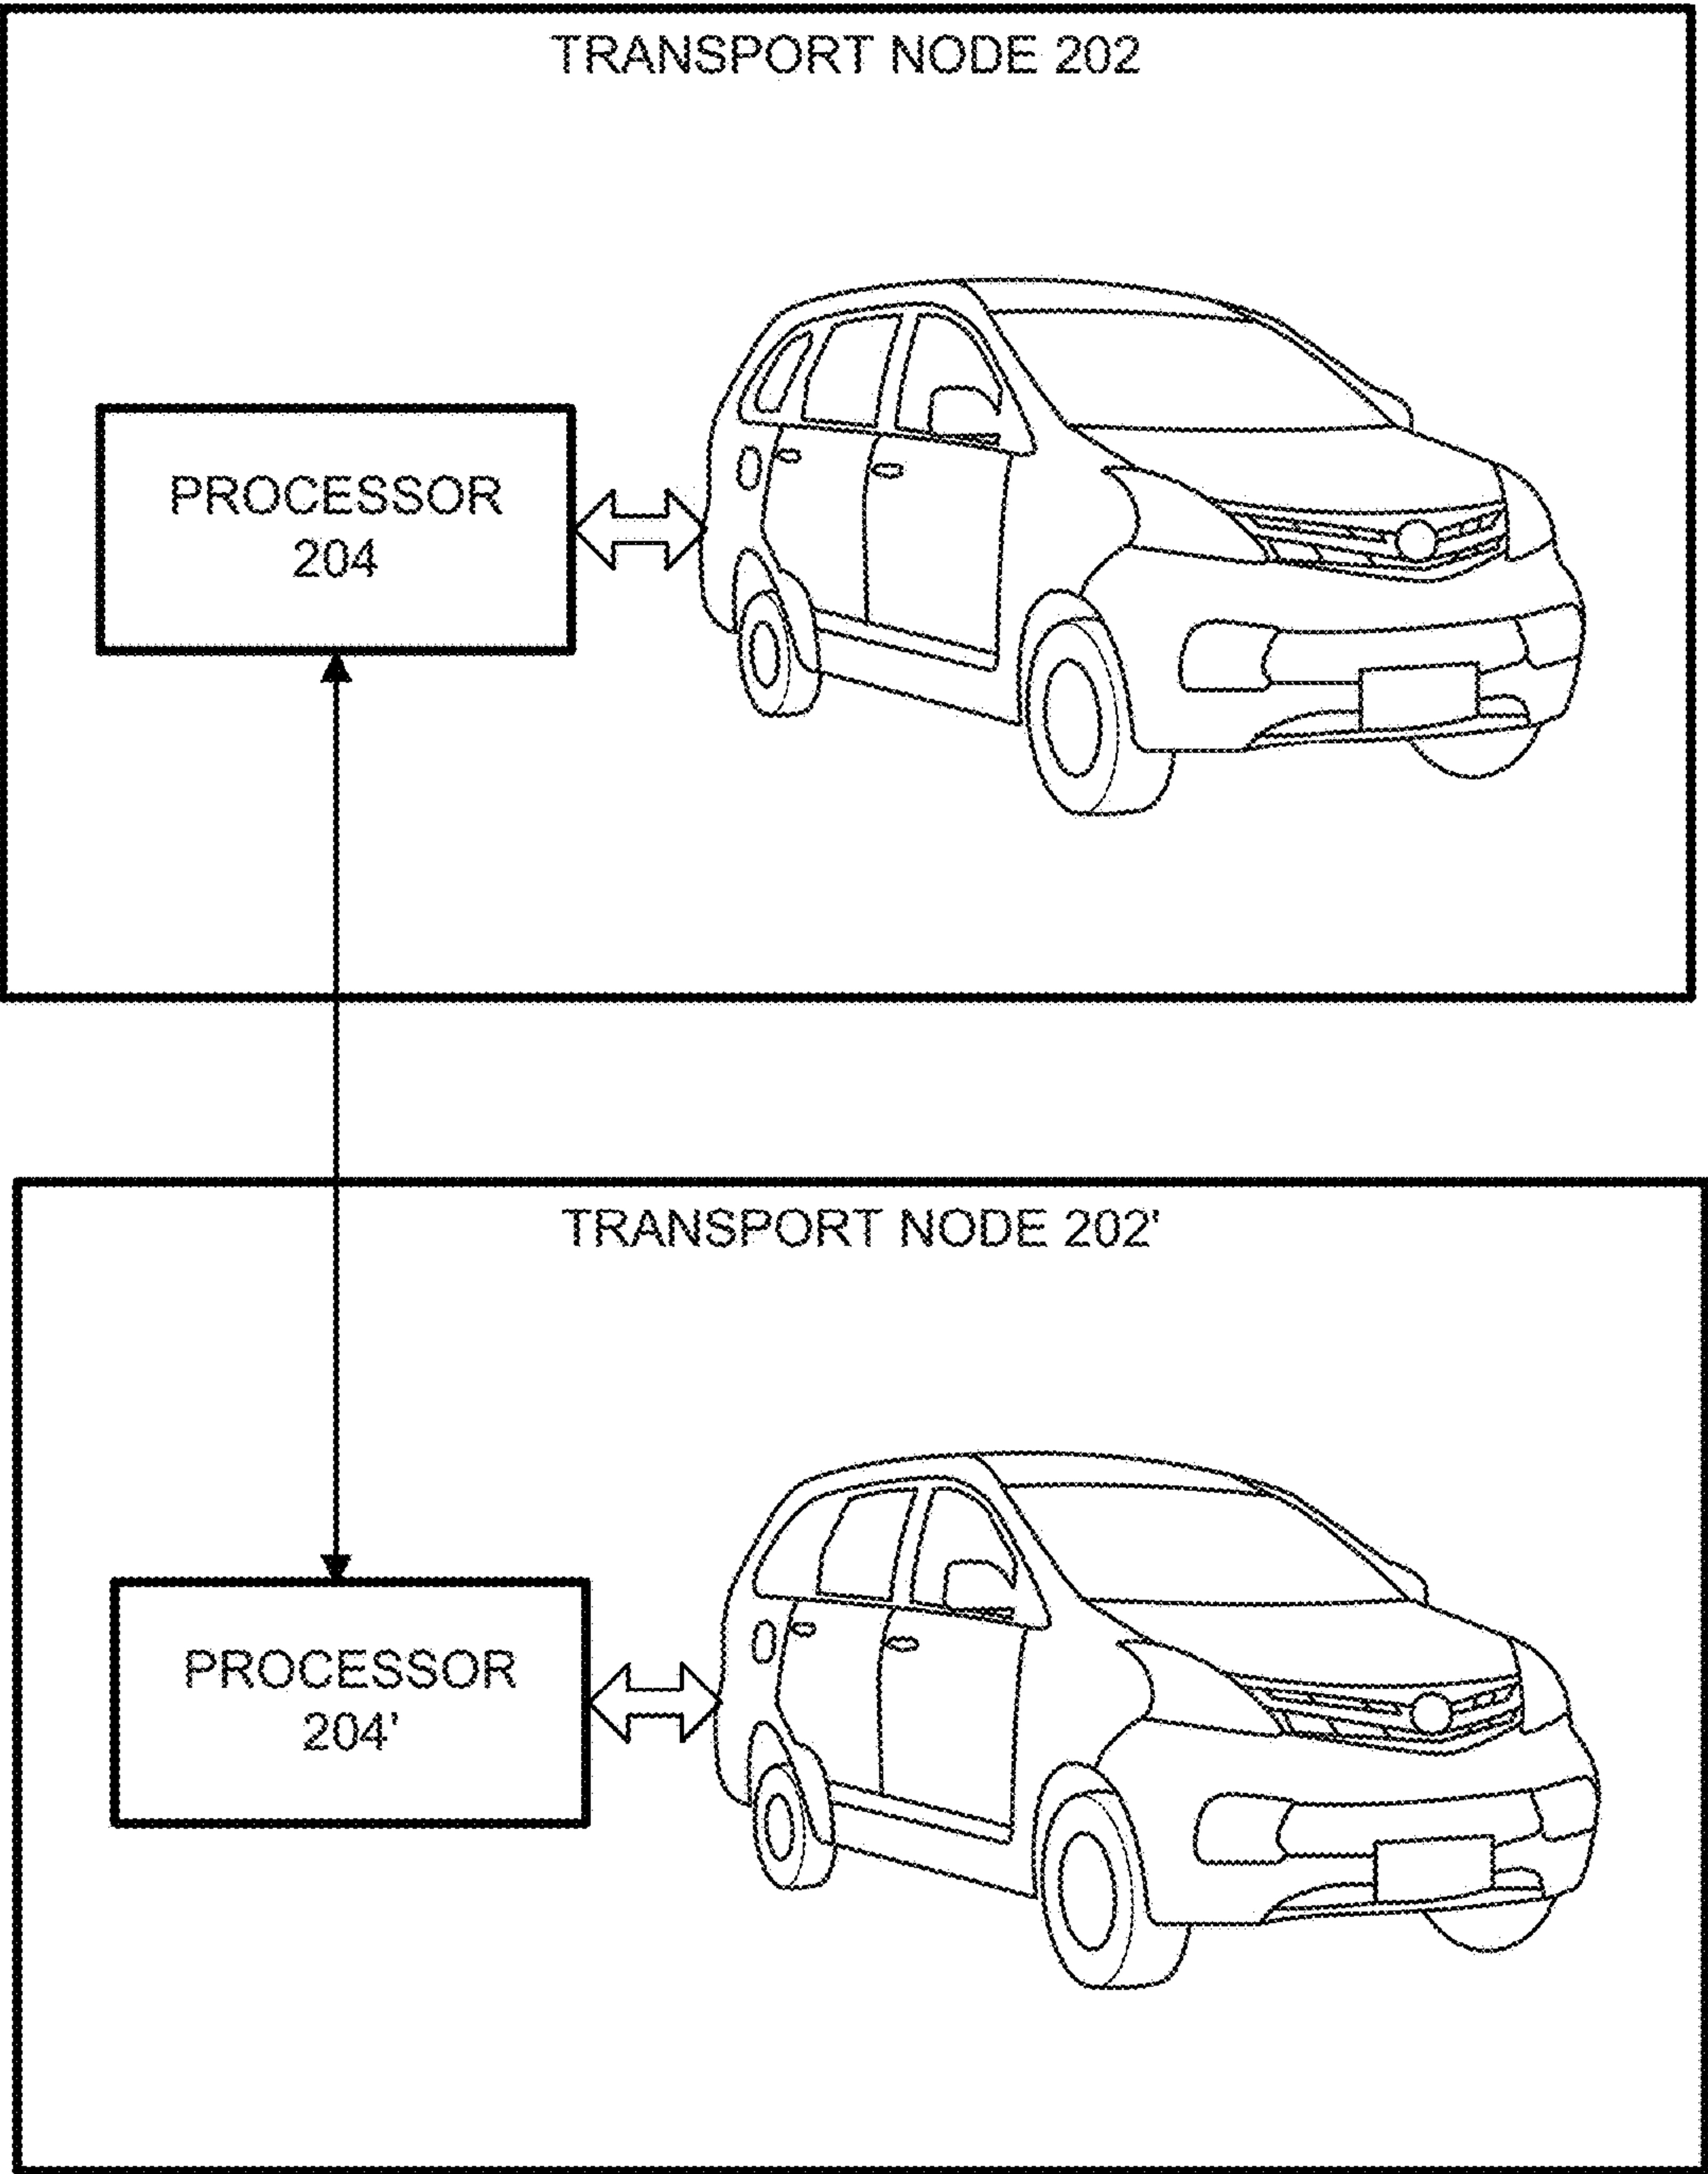 TRANSPORT NODE 202
PROCESSOR
204
TRANSPORT NODE 202'
PROCESSOR
204'